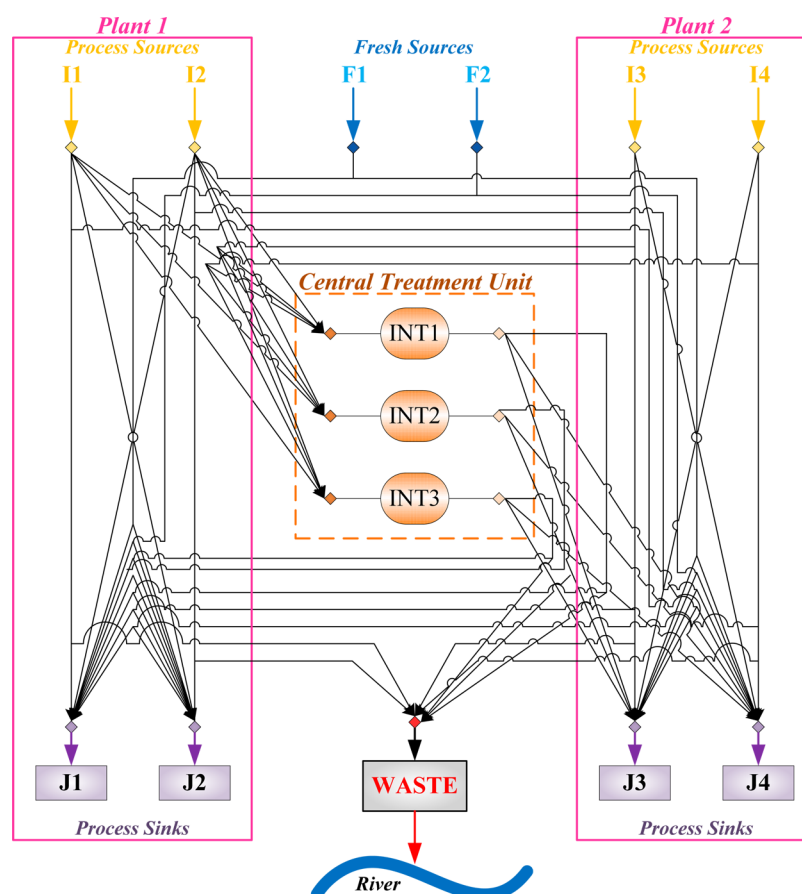 Plant 1
Plant 2
Process Sources
Fresh Sources
Process Sources
I1
I2
F1
F2
I3
I4
Central Treatment Unit
INT1
INT2
INT3
J1
J2
WASTE
J3
J4
Process Sinks
Process Sinks
River